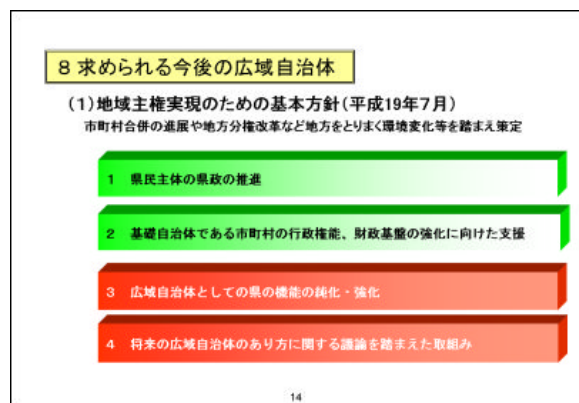 8 求められる今後の広域自治体
(1)地域主権実現のための基本方針(平成19年7月)
市町村合併の進展や地方分権改革など地方をとりまく環境変化等を踏まえ策定
1 県民主体の県政の推進
2 基礎自治体である市町村の行政権能、財政基盤の強化に向けた支援
3 広域自治体としての県の機能の純化・強化
4 将来の広域自治体のあり方に関する議論を踏まえた取組み
14